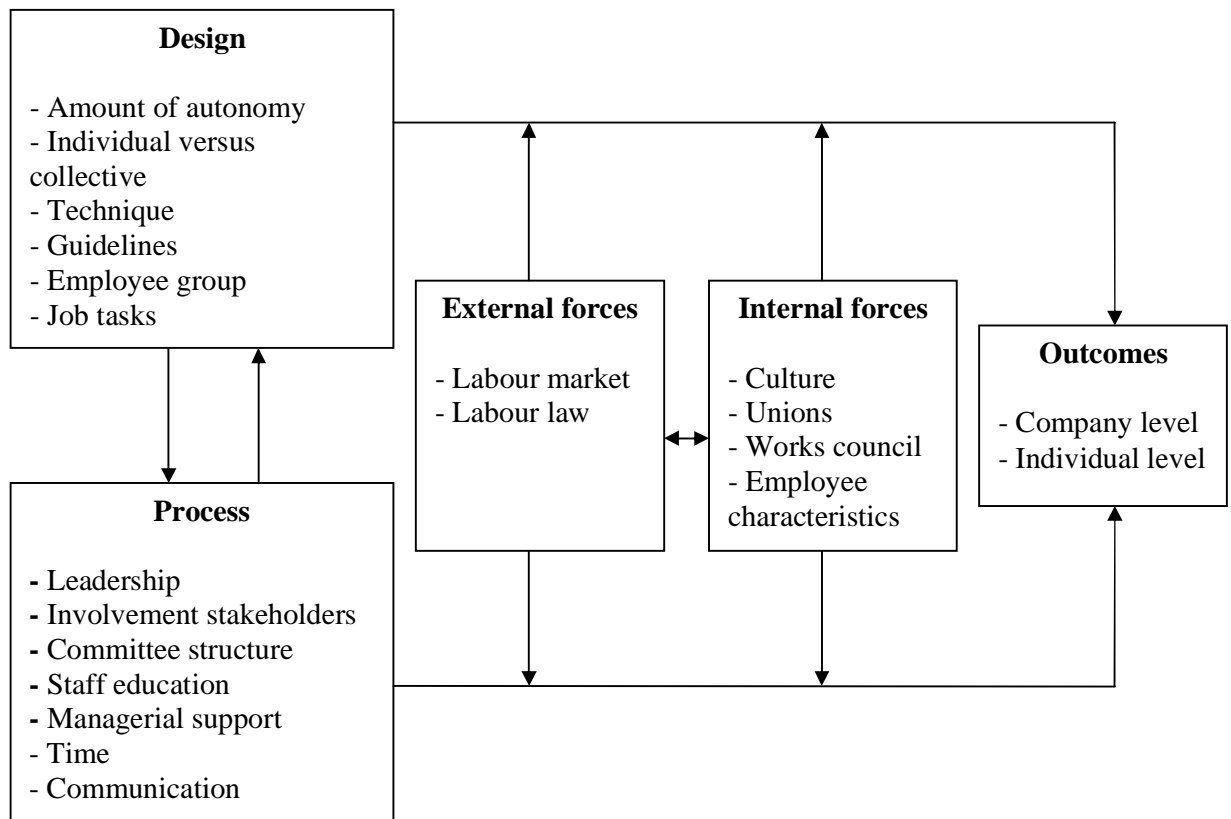 Design
- Amount of autonomy
- Individual versus
collective
- Technique
- Guidelines
- Employee group
- Job tasks
External forces
- Labour market
- Labour law
Internal forces
- Culture
- Unions
- Works council
- Employee
characteristics
Outcomes
- Company level
- Individual level
Process
- Leadership
- Involvement stakeholders
- Committee structure
- Staff education
- Managerial support
- Time
- Communication